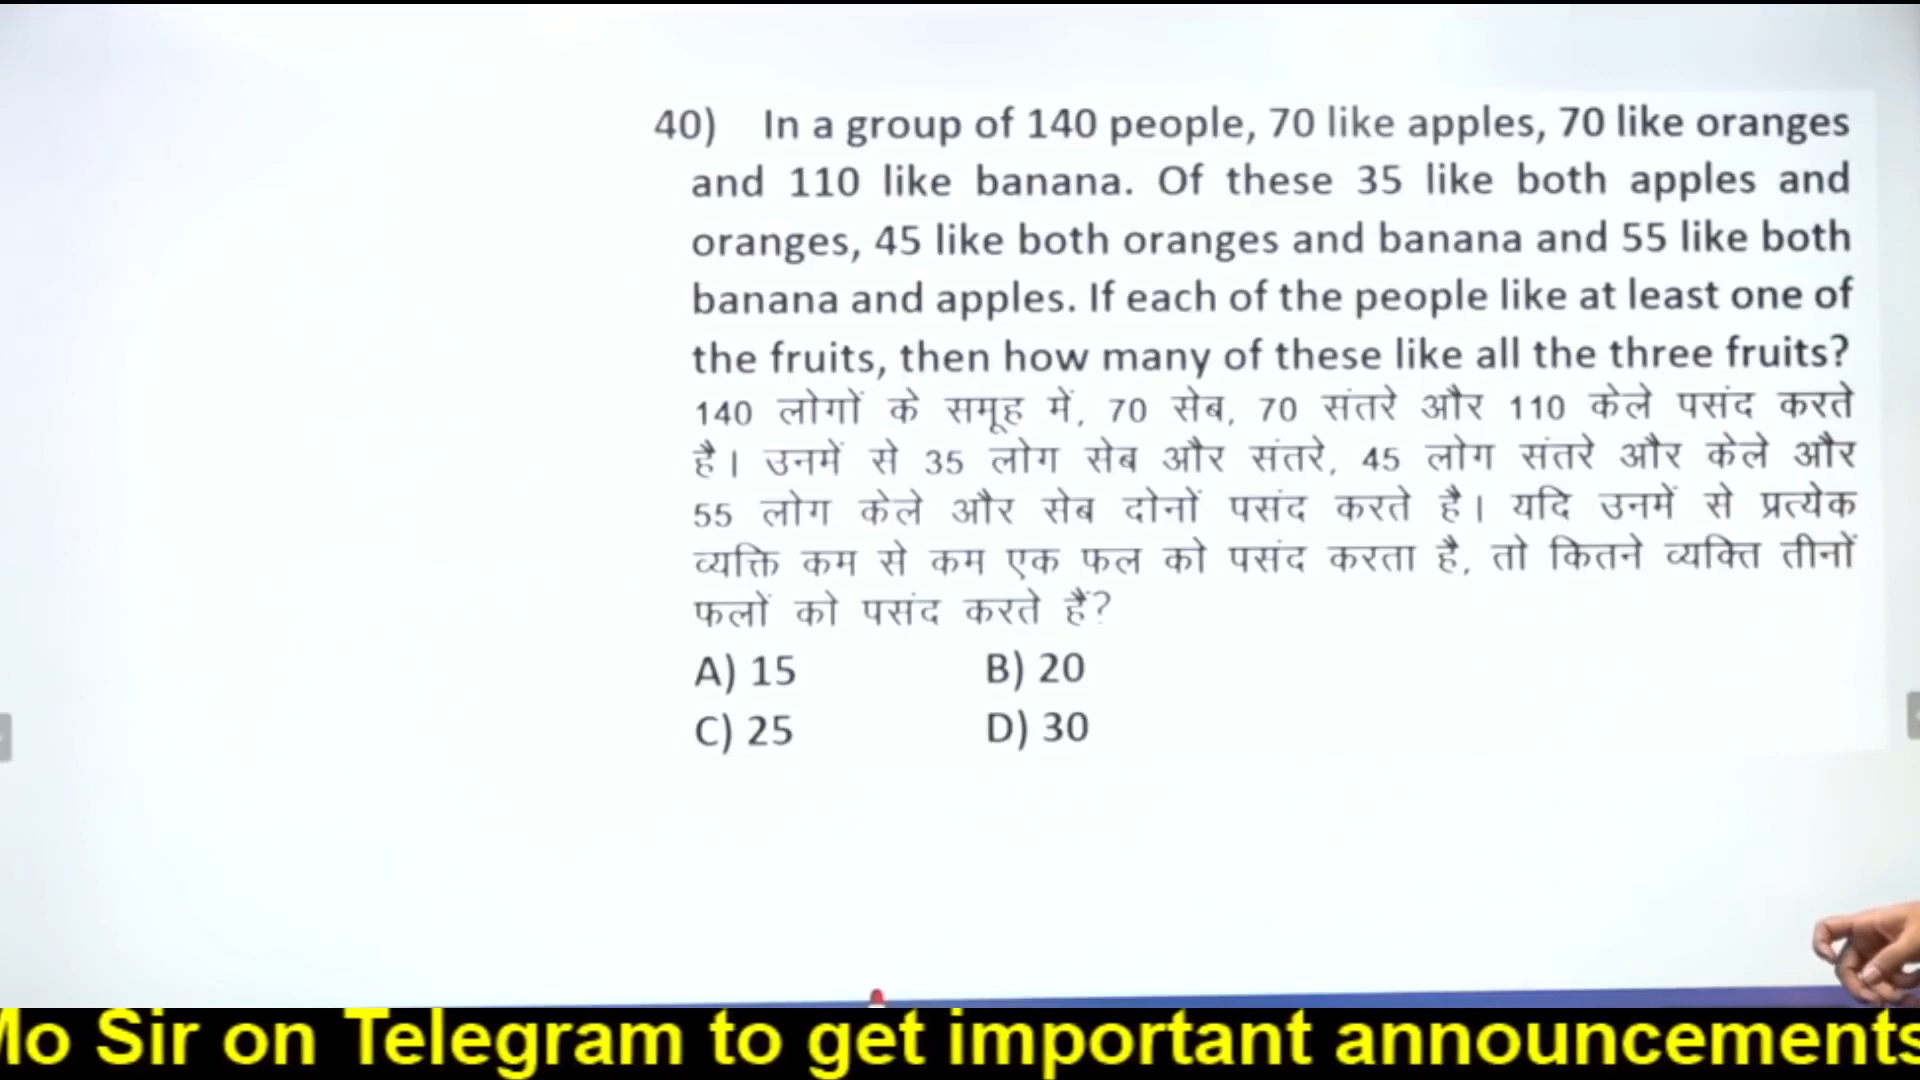 40) In a group of 140 people, 70 like apples, 70 like oranges
and 110 like banana. Of these 35 like both apples and
oranges, 45 like both oranges and banana and 55 like both
banana and apples. If each of the people like at least one of
the fruits, then how many of these like all the three fruits?
140 लोगों के समूह में, 70 सेब, 70 संतरे और 110 केले पसंद करते
है। उनमें से 35 लोग सेब और संतरे, 45 लोग संतरे और केले और
55 लोग केले और सेब दोनों पसंद करते है। यदि उनमें से प्रत्येक
व्यक्ति कम से कम एक फल को पसंद करता है, तो कितने व्यक्ति तीनों
फलों को पसंद करते हैं?
A) 15 B) 20
C) 25 D) 30
Sir on Telegram to get important announcements